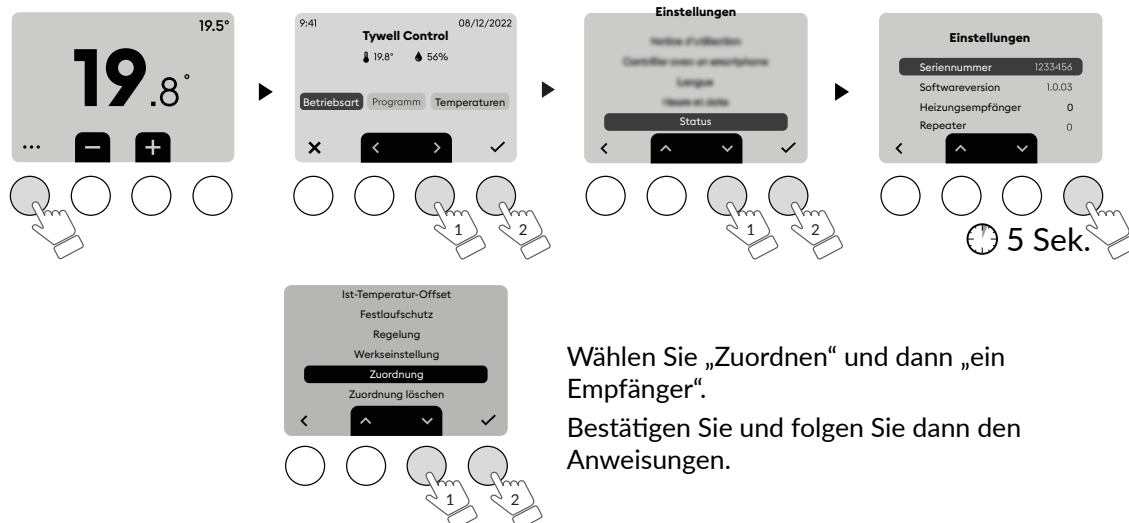 19.5°
19.8°
...
− +
9:41 08/12/2022
Tywell Control
19.8° 56%
Betriebsart Programm Temperaturen
1 2
Einstellungen
Status
1 2
Einstellungen
Seriennummer 1233456
Softwareversion 1.0.03
Heizungsempfänger 0
Repeater 0
5 Sek.
Ist-Temperatur-Offset
Festlaufschutz
Regelung
Werkseinstellung
Zuordnung
Zuordnung löschen
1 2
Wählen Sie „Zuordnen“ und dann „ein
Empfänger“.
Bestätigen Sie und folgen Sie dann den
Anweisungen.